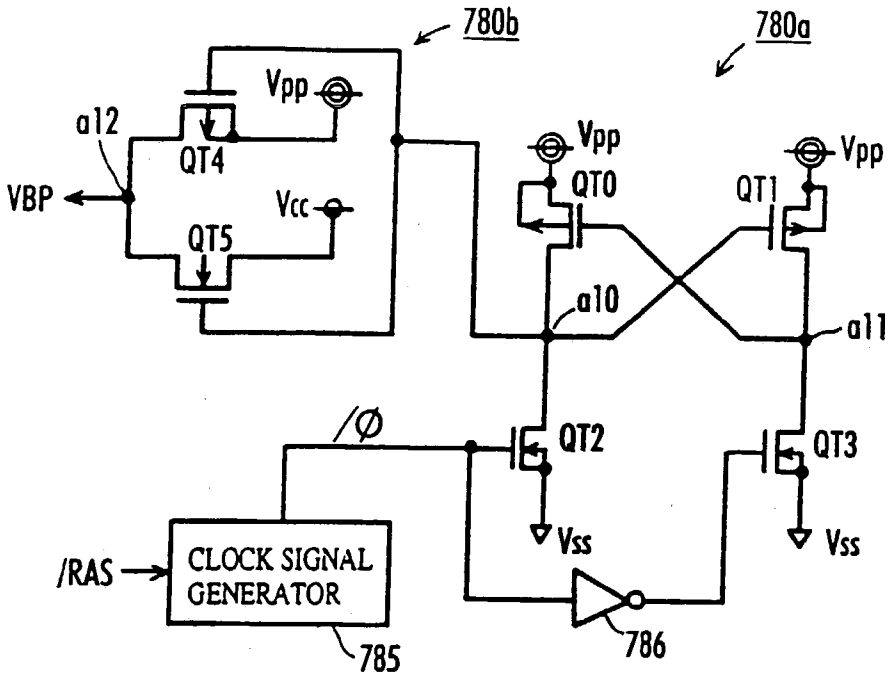 780b
780a
Vpp
a12
QT4
VBP
Vcc
QT5
Vpp
QT0
Vpp
QT1
a10
a11
/Ø
QT2
QT3
Vss
Vss
/RAS
CLOCK SIGNAL
GENERATOR
785
786